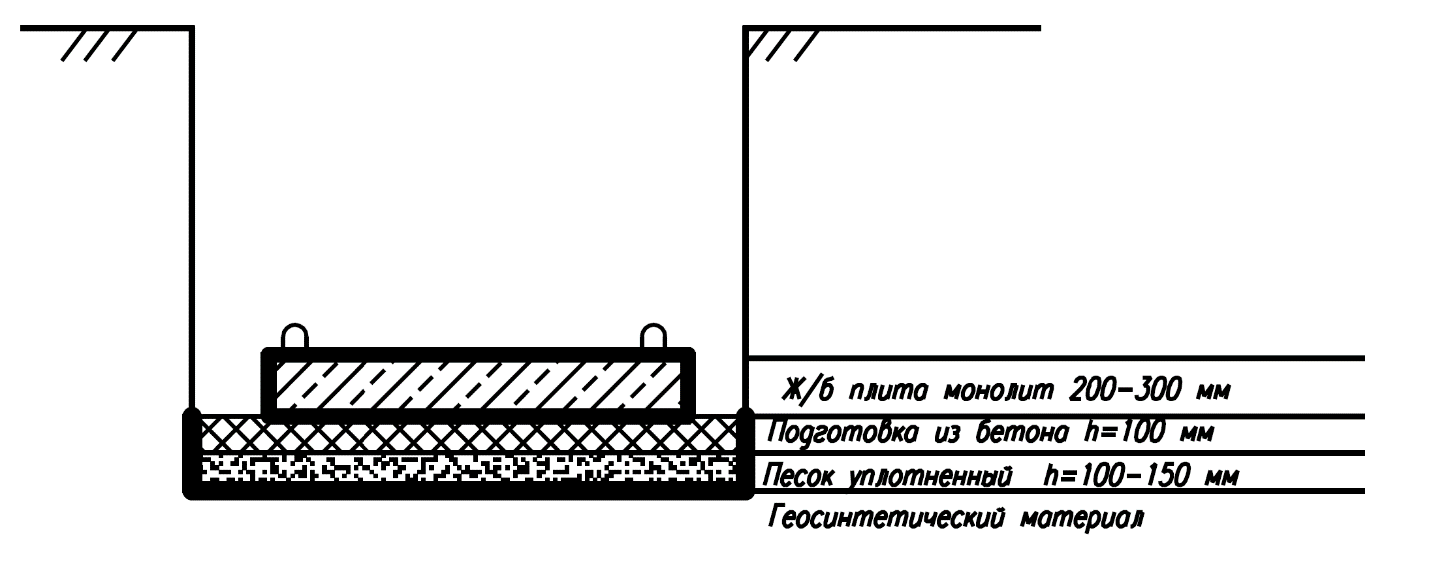 Ж/б плита монолит 200-300 мм
Подготовка из бетона h=100 мм
Песок уплотненный h=100-150 мм
Геосинтетический материал